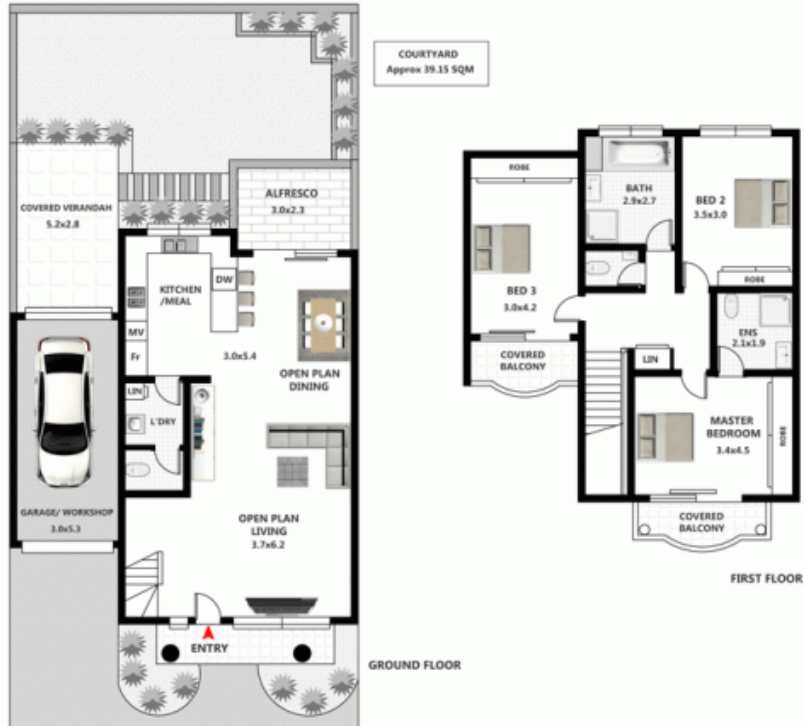 COURTYARD
Approx 39.15 SQM
COVERED VERANDAH
5.2x2.8
ALFRESCO
3.0x2.3
KITCHEN
/MEAL
DW
MV
Fr
3.0x5.4
OPEN PLAN
DINING
LIN
L'DRY
GARAGE/ WORKSHOP
3.0x5.3
OPEN PLAN
LIVING
3.7x6.2
ENTRY
GROUND FLOOR
ROBE
BATH
2.9x2.7
BED 2
3.5x3.0
ROBE
BED 3
3.0x4.2
ENS
2.1x1.9
COVERED
BALCONY
LIN
MASTER
BEDROOM
3.4x4.5
ROBE
COVERED
BALCONY
FIRST FLOOR